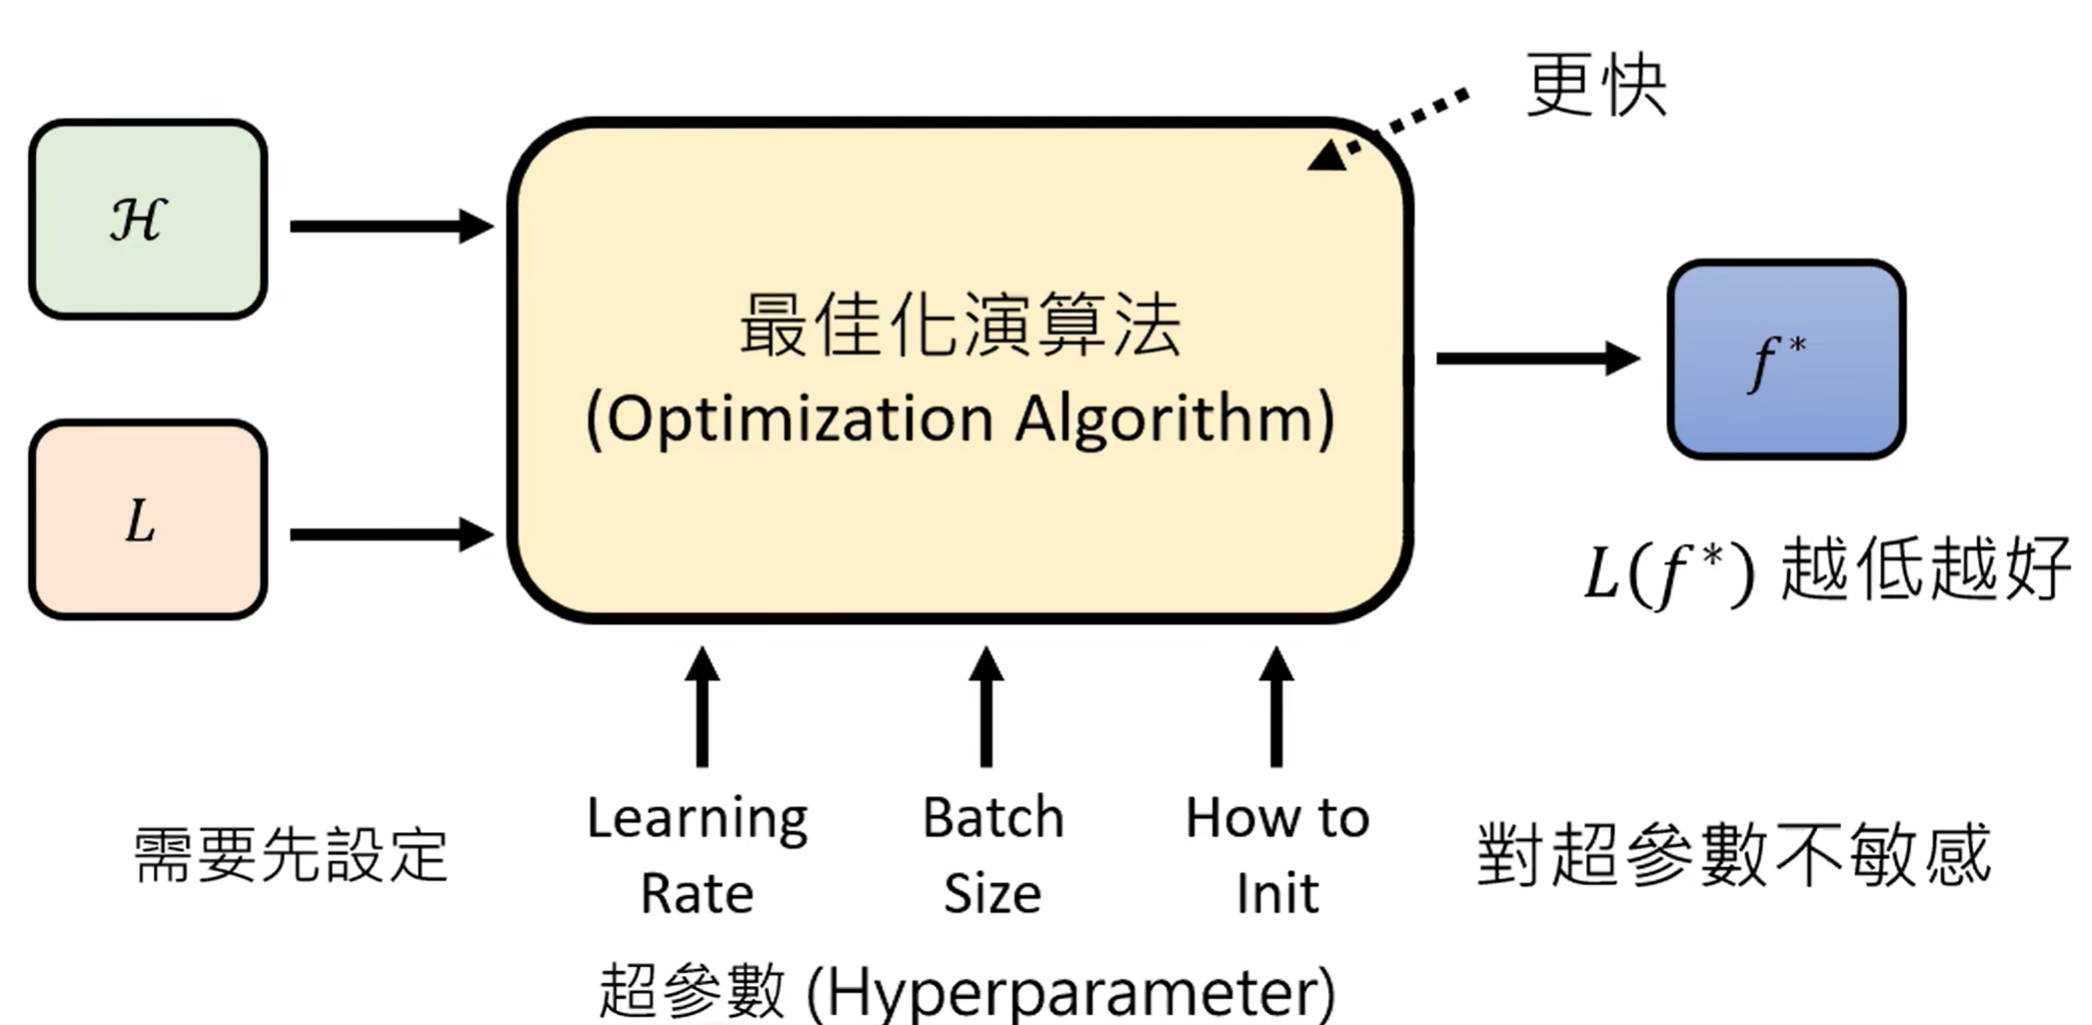 更快
ℋ
L
最佳化演算法
(Optimization Algorithm)
f*
L(f*) 越低越好
需要先設定
Learning
Rate
Batch
Size
How to
Init
對超參數不敏感
超參數 (Hyperparameter)